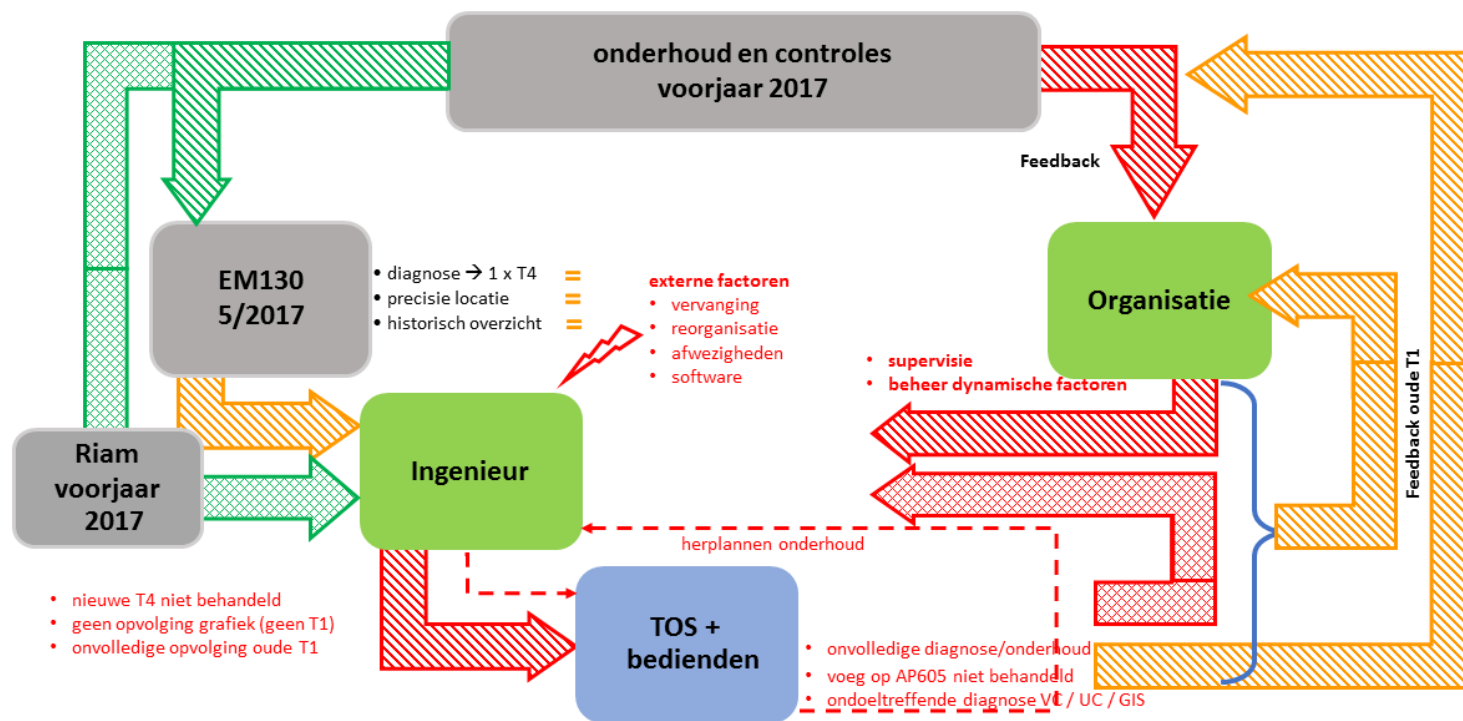 onderhoud en controles
voorjaar 2017
Feedback
EM130
5/2017
• diagnose → 1 x T4 =
• precisie locatie =
• historisch overzicht =
externe factoren
• vervanging
• reorganisatie
• afwezigheden
• software
Organisatie
• supervisie
• beheer dynamische factoren
Feedback oude T1
Riam
voorjaar
2017
Ingenieur
herplannen onderhoud
• nieuwe T4 niet behandeld
• geen opvolging grafiek (geen T1)
• onvolledige opvolging oude T1
TOS +
bedienden
• onvolledige diagnose/onderhoud
• voeg op AP605 niet behandeld
• ondoeltreffende diagnose VC / UC / GIS